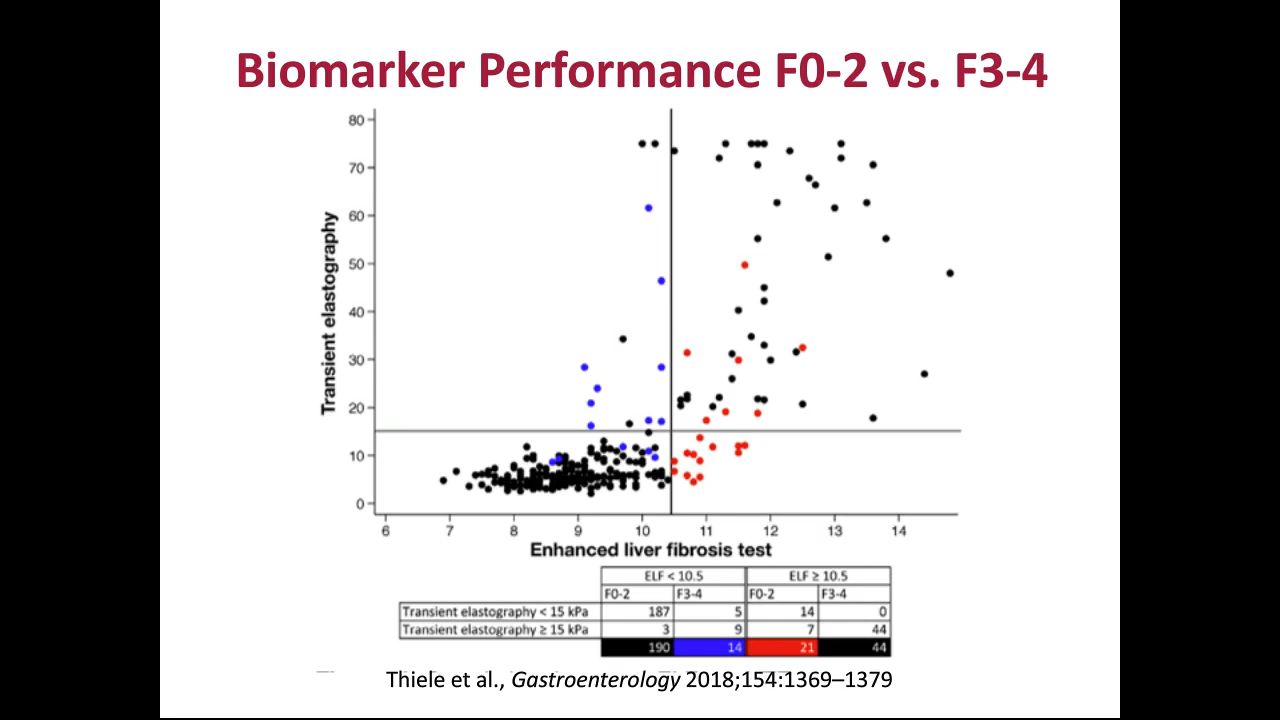 Biomarker Performance F0-2 vs. F3-4
Transient elastography
80
70
60
50
40
30
20
10
0
6 7 8 9 10 11 12 13 14
Enhanced liver fibrosis test
ELF < 10.5 ELF ≥ 10.5
F0-2 F3-4 F0-2 F3-4
Transient elastography < 15 kPa 187 5 14 0
Transient elastography ≥ 15 kPa 3 9 7 44
190 14 21 44
Thiele et al., Gastroenterology 2018;154:1369–1379